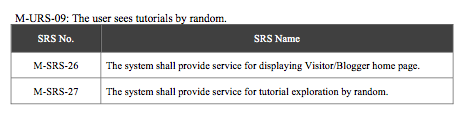 M-URS-09: The user sees tutorials by random.
SRS No. SRS Name
M-SRS-26 The system shall provide service for displaying Visitor/Blogger home page.
M-SRS-27 The system shall provide service for tutorial exploration by random.